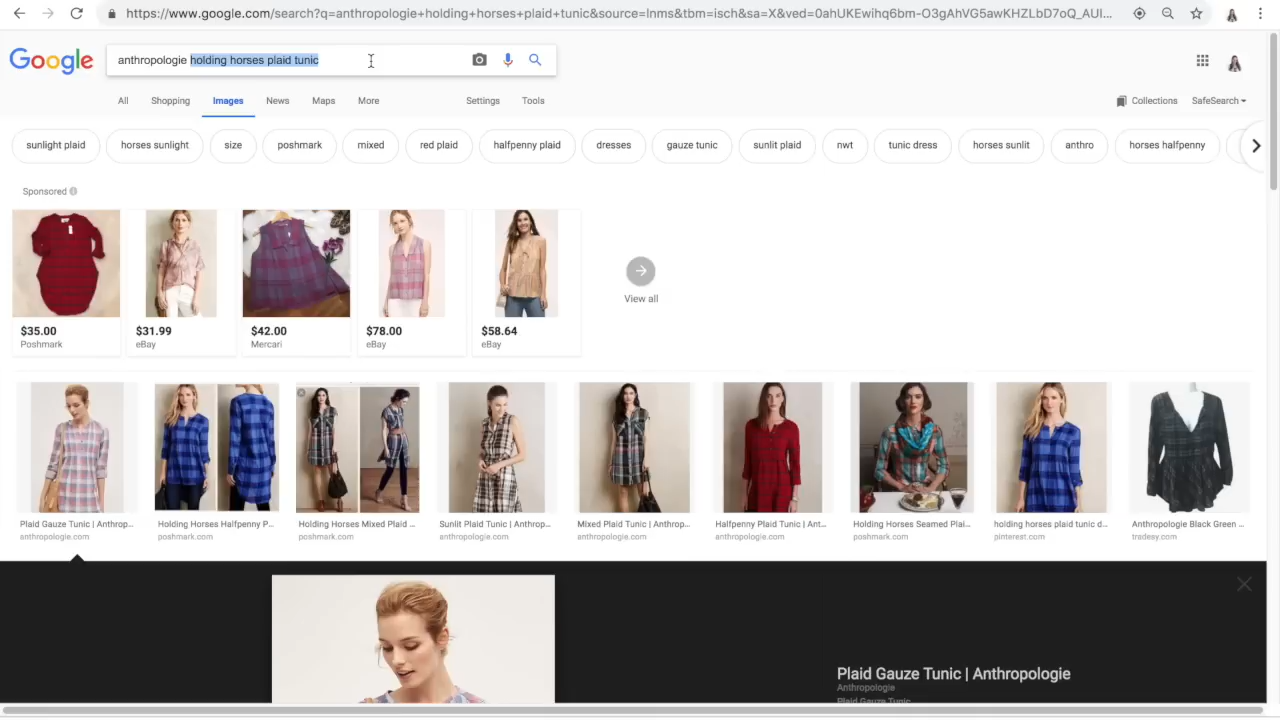 https://www.google.com/search?q=anthropologie+holding+horses+plaid+tunic&source=lnms&tbm=isch&sa=X&ved=0ahUKEwihq6bm-O3gAhVG5awKHZLbD7oQ_AUI...
Google
anthropologie holding horses plaid tunic
All Shopping Images News Maps More Settings Tools
Collections SafeSearch
sunlight plaid horses sunlight size poshmark mixed red plaid halfpenny plaid dresses gauze tunic sunlit plaid nwt tunic dress horses sunlit anthro horses halfpenny
Sponsored
$35.00
Poshmark
$31.99
eBay
$42.00
Mercari
$78.00
eBay
$58.64
eBay
View all
Plaid Gauze Tunic | Anthrop...
anthropologie.com
Holding Horses Halfpenny P...
poshmark.com
Holding Horses Mixed Plaid ...
poshmark.com
Sunlit Plaid Tunic | Anthrop...
anthropologie.com
Mixed Plaid Tunic | Anthrop...
anthropologie.com
Halfpenny Plaid Tunic | Ant...
anthropologie.com
Holding Horses Seamed Plai...
poshmark.com
holding horses plaid tunic d...
pinterest.com
Anthropologie Black Green ...
tradesy.com
Plaid Gauze Tunic | Anthropologie
Anthropologie
Plaid Gauze Tunic